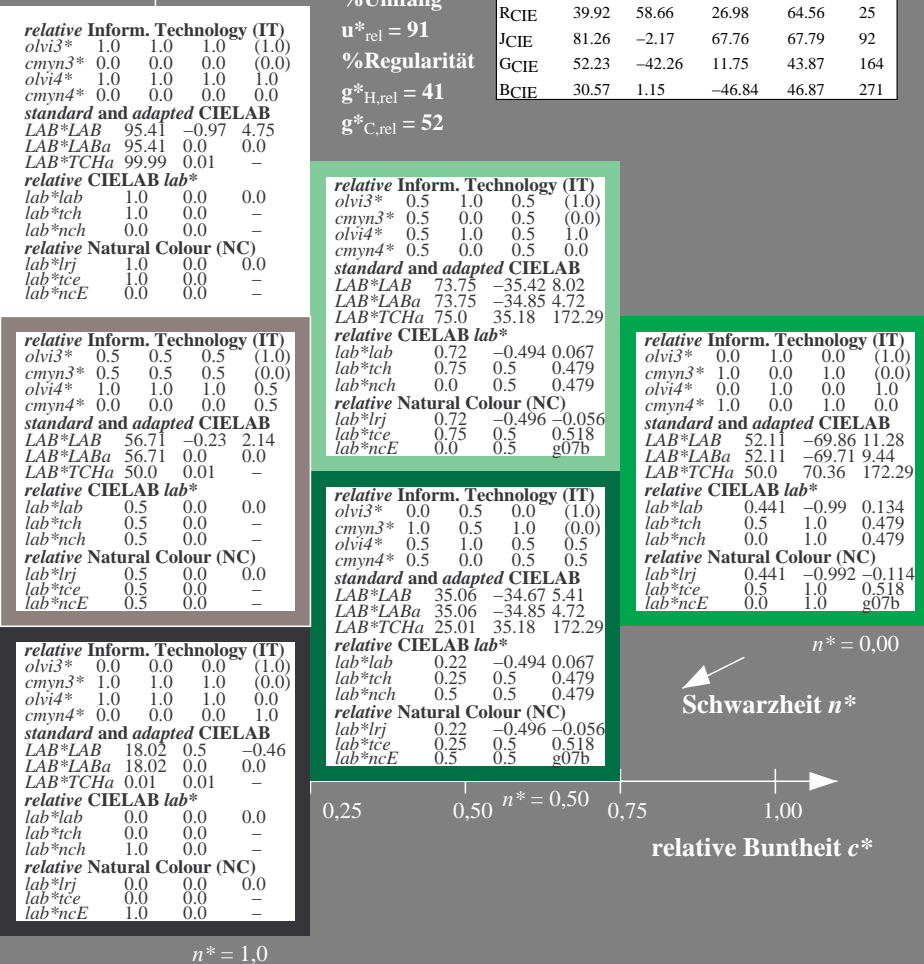 %Umfang
u*rel = 91
%Regularität
g*H,rel = 41
g*C,rel = 52
RCIE 39.92 58.66 26.98 64.56 25
JCIE 81.26 −2.17 67.76 67.79 92
GCIE 52.23 −42.26 11.75 43.87 164
BCIE 30.57 1.15 −46.84 46.87 271
relative Inform. Technology (IT)
olvi3* 1.0 1.0 1.0 (1.0)
cmyn3* 0.0 0.0 0.0 (0.0)
olvi4* 1.0 1.0 1.0 1.0
cmyn4* 0.0 0.0 0.0 0.0
standard and adapted CIELAB
LAB*LAB 95.41 −0.97 4.75
LAB*LABa 95.41 0.0 0.0
LAB*TCHa 99.99 0.01 –
relative CIELAB lab*
lab*lab 1.0 0.0 0.0
lab*tch 1.0 0.0 –
lab*nch 0.0 0.0 –
relative Natural Colour (NC)
lab*lrj 1.0 0.0 0.0
lab*tce 1.0 0.0 –
lab*ncE 0.0 0.0 –
relative Inform. Technology (IT)
olvi3* 0.5 1.0 0.5 (1.0)
cmyn3* 0.5 0.0 0.5 (0.0)
olvi4* 0.5 1.0 0.5 1.0
cmyn4* 0.5 0.0 0.5 0.0
standard and adapted CIELAB
LAB*LAB 73.75 −35.42 8.02
LAB*LABa 73.75 −34.85 4.72
LAB*TCHa 75.0 35.18 172.29
relative CIELAB lab*
lab*lab 0.72 −0.494 0.067
lab*tch 0.75 0.5 0.479
lab*nch 0.0 0.5 0.479
relative Natural Colour (NC)
lab*lrj 0.72 −0.496 −0.056
lab*tce 0.75 0.5 0.518
lab*ncE 0.0 0.5 g07b
relative Inform. Technology (IT)
olvi3* 0.5 0.5 0.5 (1.0)
cmyn3* 0.5 0.5 0.5 (0.0)
olvi4* 1.0 1.0 1.0 0.5
cmyn4* 0.0 0.0 0.0 0.5
standard and adapted CIELAB
LAB*LAB 56.71 −0.23 2.14
LAB*LABa 56.71 0.0 0.0
LAB*TCHa 50.0 0.01 –
relative CIELAB lab*
lab*lab 0.5 0.0 0.0
lab*tch 0.5 0.0 –
lab*nch 0.5 0.0 –
relative Natural Colour (NC)
lab*lrj 0.5 0.0 0.0
lab*tce 0.5 0.0 –
lab*ncE 0.5 0.0 –
relative Inform. Technology (IT)
olvi3* 0.0 1.0 0.0 (1.0)
cmyn3* 1.0 0.0 1.0 (0.0)
olvi4* 0.0 1.0 0.0 1.0
cmyn4* 1.0 0.0 1.0 0.0
standard and adapted CIELAB
LAB*LAB 52.11 −69.86 11.28
LAB*LABa 52.11 −69.71 9.44
LAB*TCHa 50.0 70.36 172.29
relative CIELAB lab*
lab*lab 0.441 −0.99 0.134
lab*tch 0.5 1.0 0.479
lab*nch 0.0 1.0 0.479
relative Natural Colour (NC)
lab*lrj 0.441 −0.992 −0.114
lab*tce 0.5 1.0 0.518
lab*ncE 0.0 1.0 g07b
relative Inform. Technology (IT)
olvi3* 0.0 0.5 0.0 (1.0)
cmyn3* 1.0 0.5 1.0 (0.0)
olvi4* 0.5 1.0 0.5 0.5
cmyn4* 0.5 0.0 0.5 0.5
standard and adapted CIELAB
LAB*LAB 35.06 −34.67 5.41
LAB*LABa 35.06 −34.85 4.72
LAB*TCHa 25.01 35.18 172.29
relative CIELAB lab*
lab*lab 0.22 −0.494 0.067
lab*tch 0.25 0.5 0.479
lab*nch 0.5 0.5 0.479
relative Natural Colour (NC)
lab*lrj 0.22 −0.496 −0.056
lab*tce 0.25 0.5 0.518
lab*ncE 0.5 0.5 g07b
relative Inform. Technology (IT)
olvi3* 0.0 0.0 0.0 (1.0)
cmyn3* 1.0 1.0 1.0 (0.0)
olvi4* 1.0 1.0 1.0 0.0
cmyn4* 0.0 0.0 0.0 1.0
standard and adapted CIELAB
LAB*LAB 18.02 0.5 −0.46
LAB*LABa 18.02 0.0 0.0
LAB*TCHa 0.01 0.01 –
relative CIELAB lab*
lab*lab 0.0 0.0 0.0
lab*tch 0.0 0.0 –
lab*nch 1.0 0.0 –
relative Natural Colour (NC)
lab*lrj 0.0 0.0 0.0
lab*tce 0.0 0.0 –
lab*ncE 1.0 0.0 –
n* = 0,00
Schwarzheit n*
0,25 0,50 n* = 0,50 0,75 1,00
relative Buntheit c*
n* = 1,0